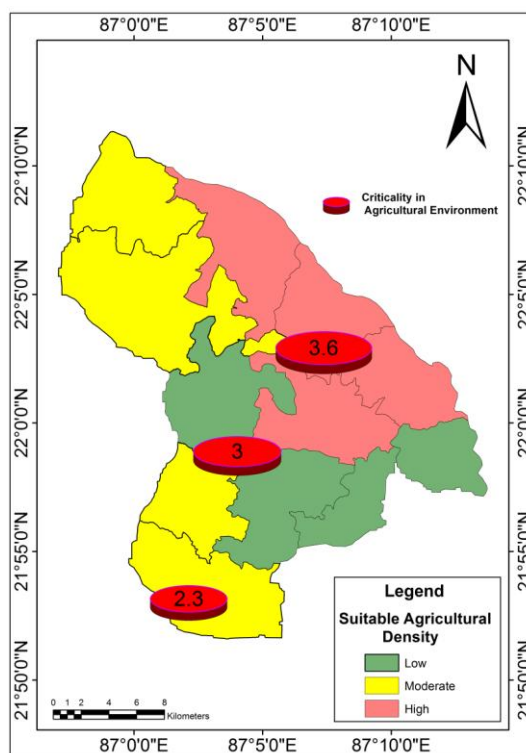 87°0'0"E 87°5'0"E 87°10'0"E
N
22°10'0"N 22°10'0"N
Criticality in
Agricultural Environment
22°5'0"N 22°5'0"N
3.6
22°0'0"N 22°0'0"N
3
21°55'0"N 21°55'0"N
2.3
Legend
Suitable Agricultural
Density
Low
Moderate
High
21°50'0"N 21°50'0"N
0 1 2 4 6 8
Kilometers
87°0'0"E 87°5'0"E 87°10'0"E